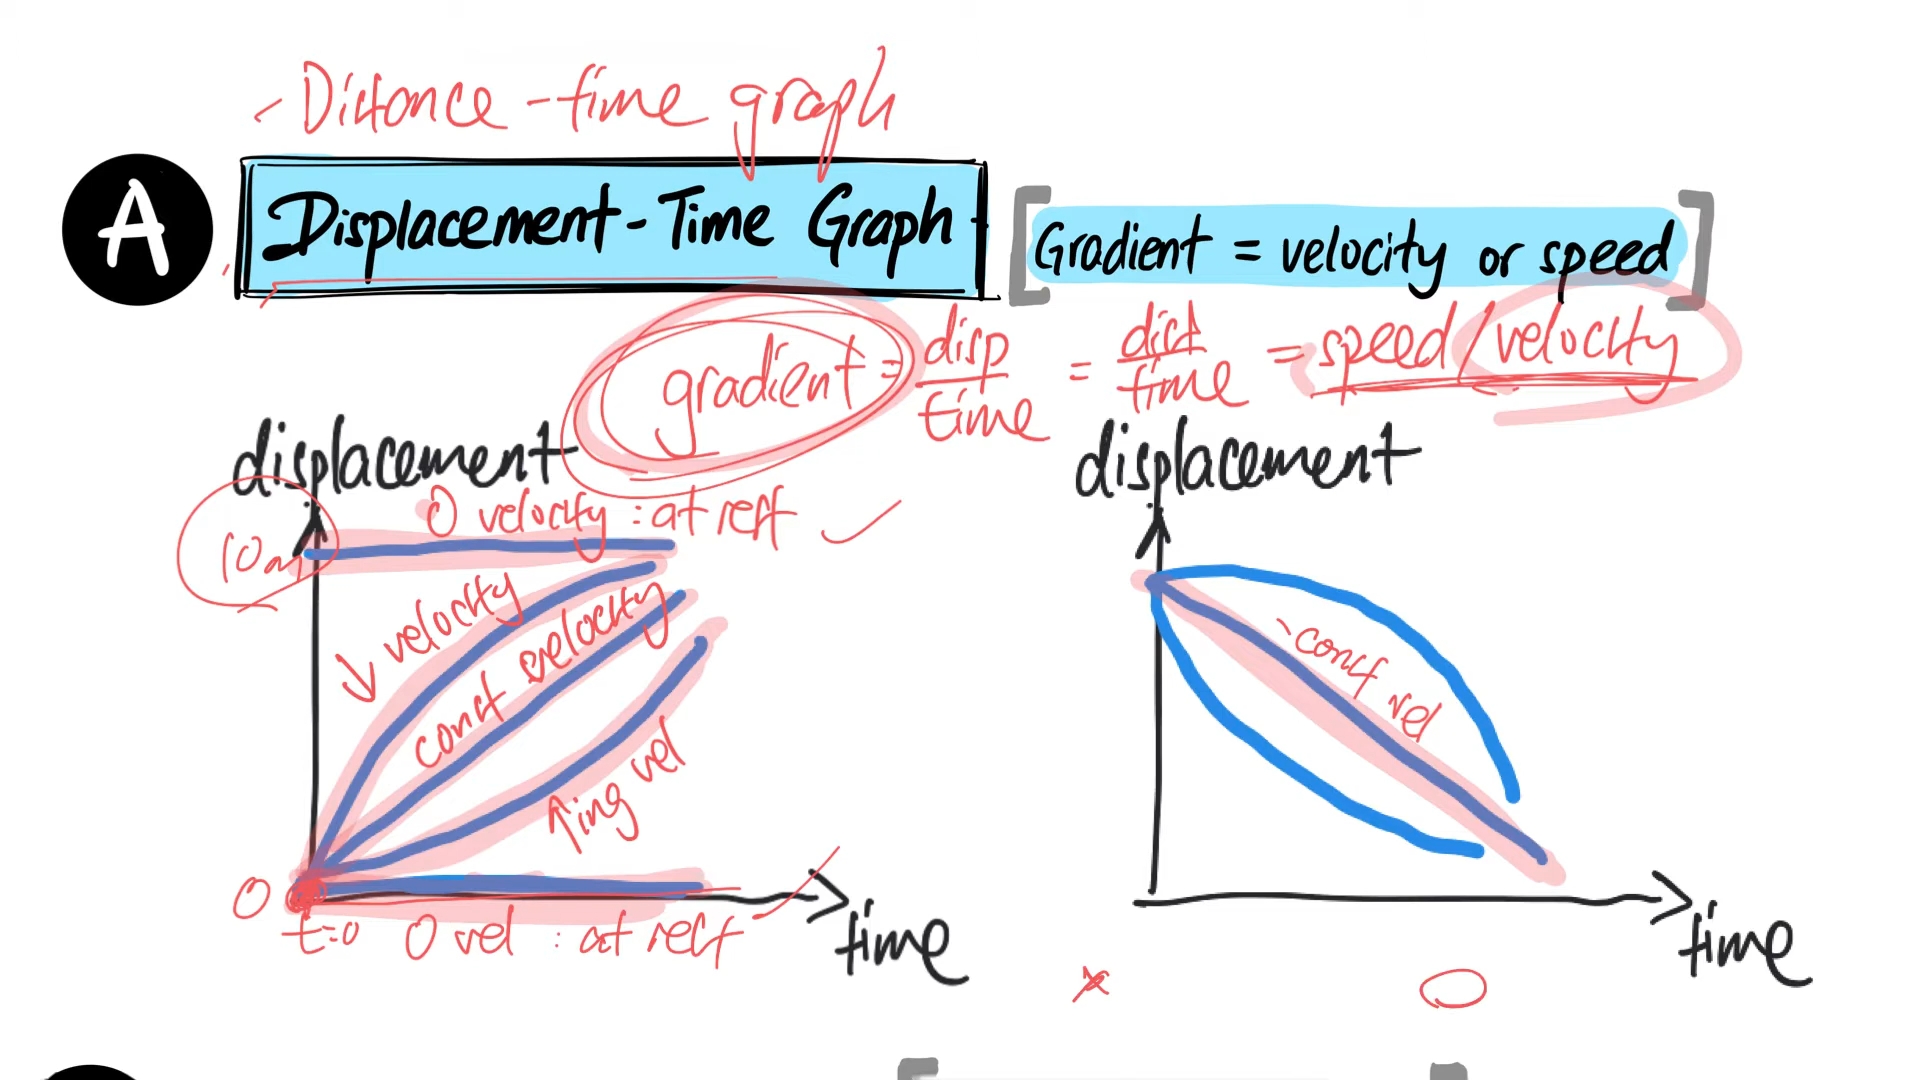 Distance - time graph
A
Displacement - Time Graph
Gradient = velocity or speed
gradient = disp/time = dist/time = speed/velocity
displacement
10m
0 velocity : at rest
↓ velocity
const velocity
↑ing vel
0
t=0
0 vel : at rest
time
displacement
- const vel
time